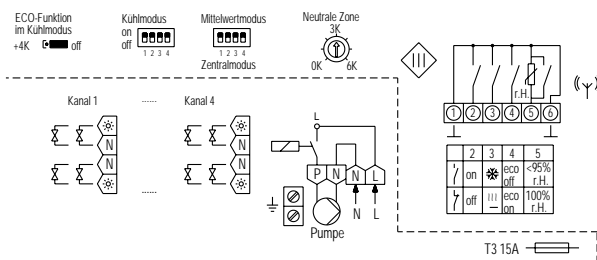 ECO-Funktion
im Kühlmodus
+4K off
Kühlmodus
on
off
1 2 3 4
Mittelwertmodus
1 2 3 4
Zentralmodus
Neutrale Zone
3K
0K 6K
r.H.
1 2 3 4 5 6
Kanal 1 ...... Kanal 4
N N
N N
......
L
P N N L
N L
Pumpe
2 3 4 5
on eco off <95% r.H.
off eco on 100% r.H.
T3 15A